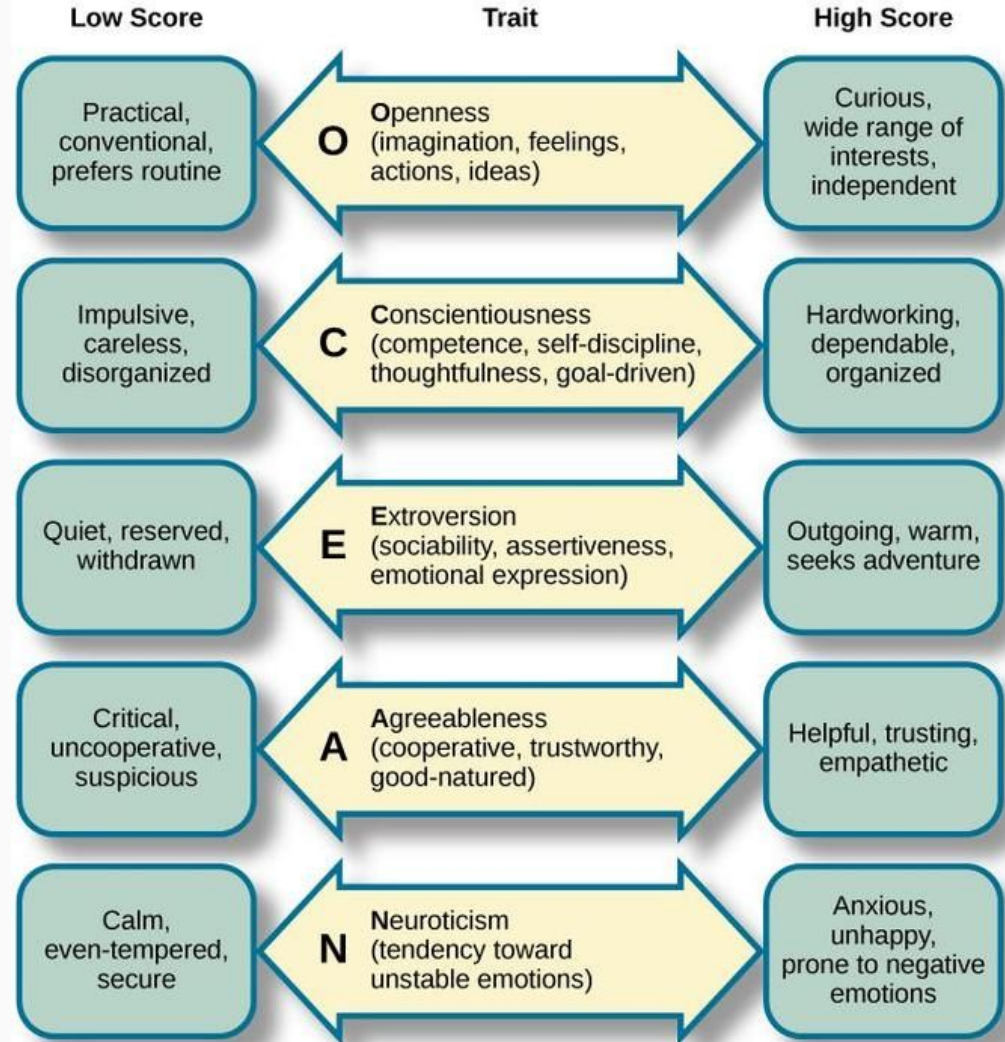 Low Score
Trait
High Score
Practical,
conventional,
prefers routine
O
Openness
(imagination, feelings,
actions, ideas)
Curious,
wide range of
interests,
independent
Impulsive,
careless,
disorganized
C
Conscientiousness
(competence, self-discipline,
thoughtfulness, goal-driven)
Hardworking,
dependable,
organized
Quiet, reserved,
withdrawn
E
Extroversion
(sociability, assertiveness,
emotional expression)
Outgoing, warm,
seeks adventure
Critical,
uncooperative,
suspicious
A
Agreeableness
(cooperative, trustworthy,
good-natured)
Helpful, trusting,
empathetic
Calm,
even-tempered,
secure
N
Neuroticism
(tendency toward
unstable emotions)
Anxious,
unhappy,
prone to negative
emotions